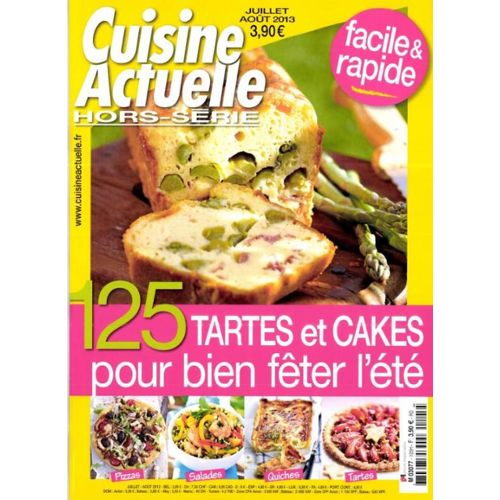 JUILLET
AOÛT 2013
3,90€
Cuisine
Actuelle
HORS-SÉRIE
facile &
rapide
www.cuisineactuelle.fr
125 TARTES et CAKES
pour bien fêter l'été
Pizzas
Salades
Quiches
Tartes